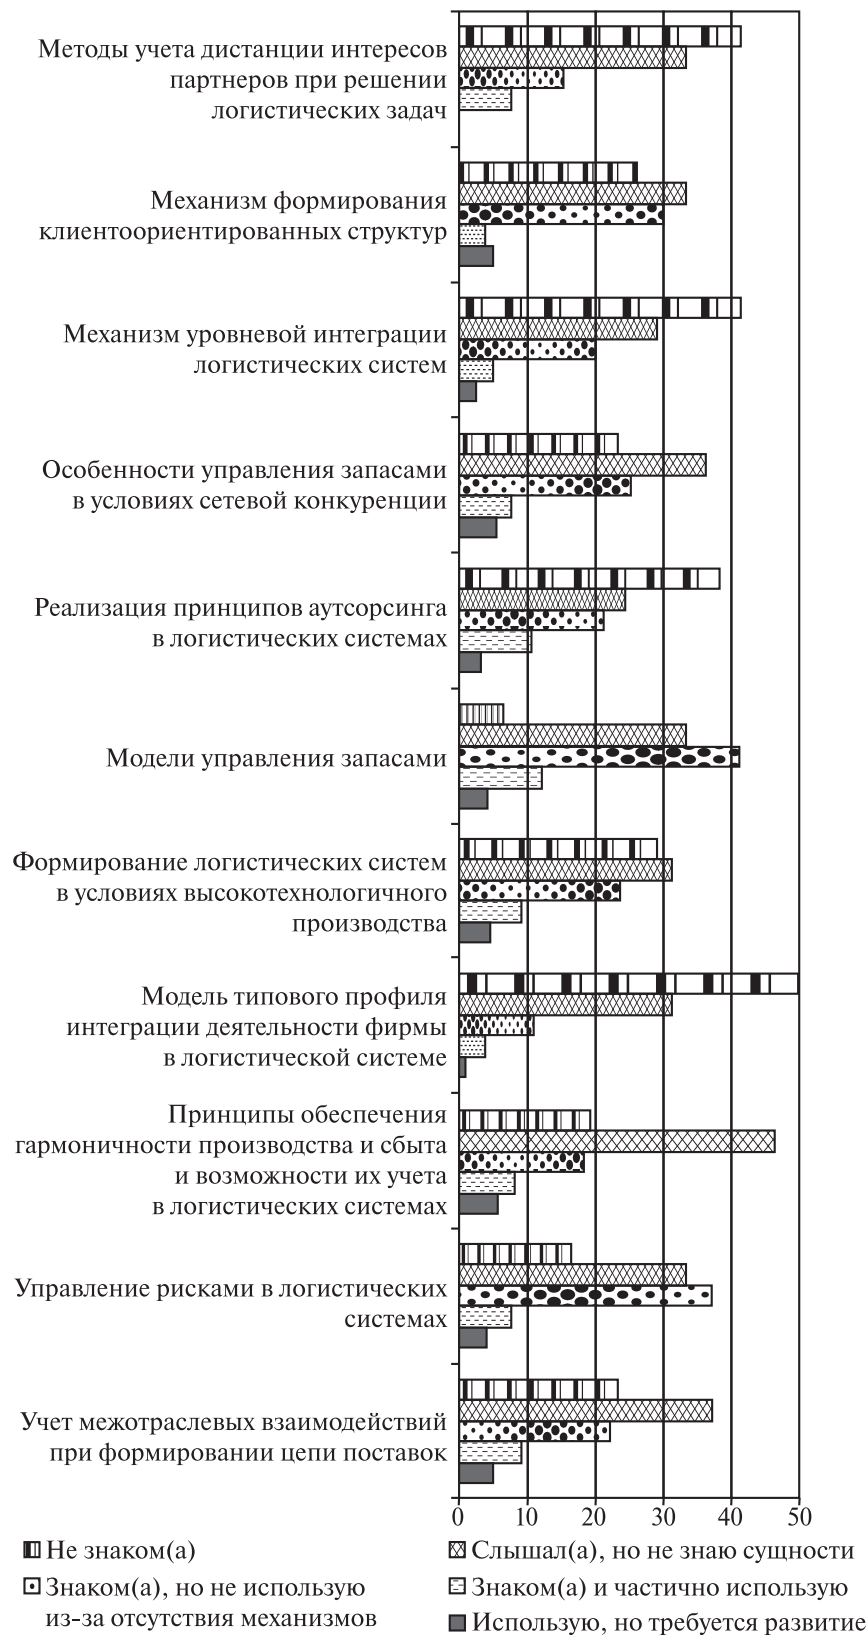 Методы учета дистанции интересов
партнеров при решении
логистических задач
Механизм формирования
клиентоориентированных структур
Механизм уровневой интеграции
логистических систем
Особенности управления запасами
в условиях сетевой конкуренции
Реализация принципов аутсорсинга
в логистических системах
Модели управления запасами
Формирование логистических систем
в условиях высокотехнологичного
производства
Модель типового профиля
интеграции деятельности фирмы
в логистической системе
Принципы обеспечения
гармоничности производства и сбыта
и возможности их учета
в логистических системах
Управление рисками в логистических
системах
Учет межотраслевых взаимодействий
при формировании цепи поставок
0 10 20 30 40 50
Не знаком(а)
Слышал(а), но не знаю сущности
Знаком(а), но не использую
из-за отсутствия механизмов
Знаком(а) и частично использую
Использую, но требуется развитие